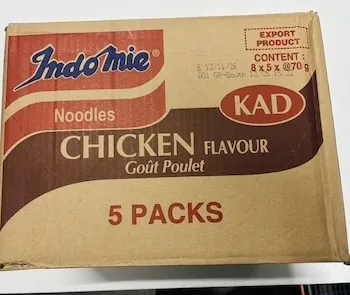 Indomie®
EXPORT
PRODUCT
CONTENT :
8 x 5 x @70 g
KAD
Noodles
CHICKEN FLAVOUR
Goût Poulet
5 PACKS